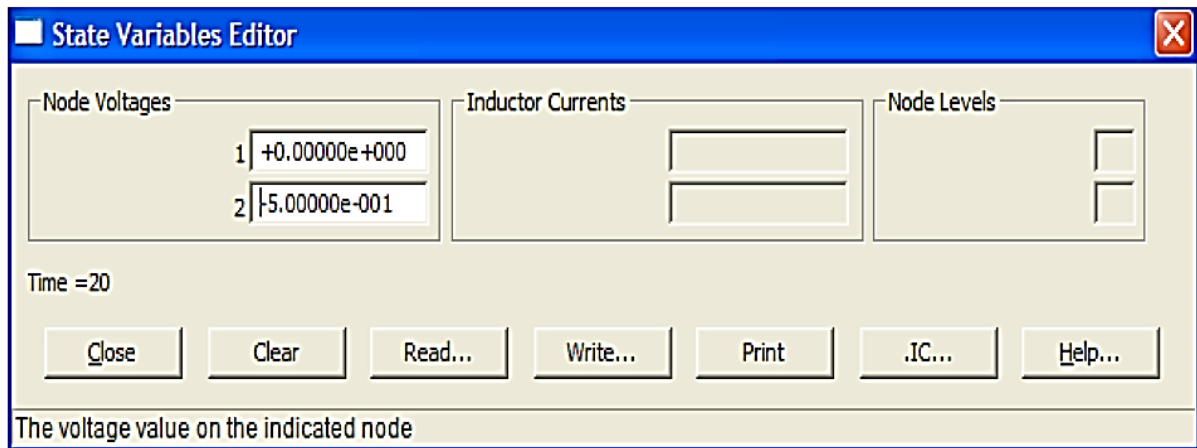 State Variables Editor
Node Voltages
1 +0.00000e+000
2 -5.00000e-001
Inductor Currents
Node Levels
Time =20
Close Clear Read... Write... Print .IC... Help...
The voltage value on the indicated node